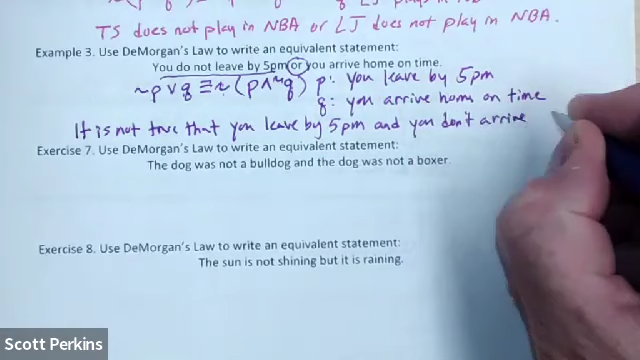 TS does not play in NBA or LJ does not play in NBA.
Example 3. Use DeMorgan's Law to write an equivalent statement:
You do not leave by 5pm or you arrive home on time.
~p ∨ q ≡ ~(p ∧ ~q) p: you leave by 5pm
q: you arrive home on time
It is not true that you leave by 5pm and you don't arrive
Exercise 7. Use DeMorgan's Law to write an equivalent statement:
The dog was not a bulldog and the dog was not a boxer.
Exercise 8. Use DeMorgan's Law to write an equivalent statement:
The sun is not shining but it is raining.
Scott Perkins